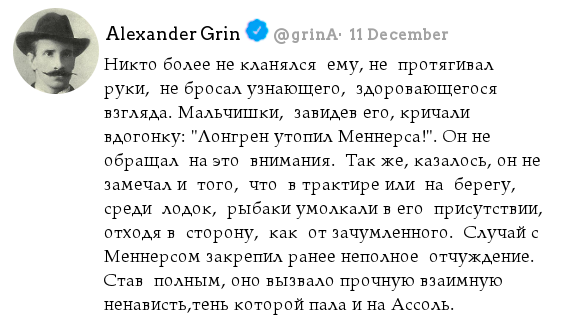 Alexander Grin @grinA· 11 December
Никто более не кланялся ему, не протягивал
руки, не бросал узнающего, здоровающегося
взгляда. Мальчишки, завидев его, кричали
вдогонку: "Лонгрен утопил Меннерса!". Он не
обращал на это внимания. Так же, казалось, он не
замечал и того, что в трактире или на берегу,
среди лодок, рыбаки умолкали в его присутствии,
отходя в сторону, как от зачумленного. Случай с
Меннерсом закрепил ранее неполное отчуждение.
Став полным, оно вызвало прочную взаимную
ненависть,тень которой пала и на Ассоль.